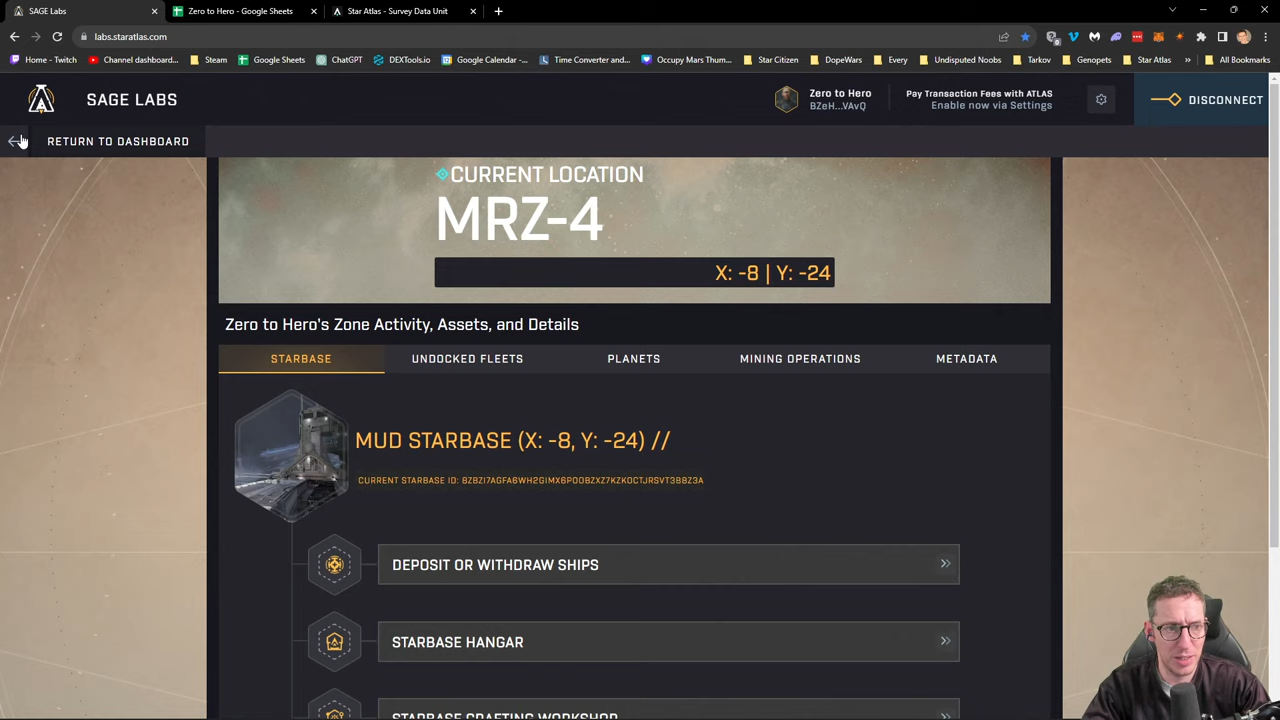 SAGE Labs
Zero to Hero - Google Sheets
Star Atlas - Survey Data Unit
labs.staratlas.com
Home - Twitch
Channel dashboard...
Steam
Google Sheets
ChatGPT
DEXTools.io
Google Calendar -...
Time Converter and...
Occupy Mars Thum...
Star Citizen
DopeWars
Every
Undisputed Noobs
Tarkov
Genopets
Star Atlas
»
All Bookmarks
SAGE LABS
Zero to Hero
BZeH...VAvQ
Pay Transaction Fees with ATLAS
Enable now via Settings
DISCONNECT
RETURN TO DASHBOARD
CURRENT LOCATION
MRZ-4
X: -8 | Y: -24
Zero to Hero's Zone Activity, Assets, and Details
STARBASE
UNDOCKED FLEETS
PLANETS
MINING OPERATIONS
METADATA
MUD STARBASE (X: -8, Y: -24) //
CURRENT STARBASE ID:
DEPOSIT OR WITHDRAW SHIPS
STARBASE HANGAR
STARBASE CRAFTING WORKSHOP